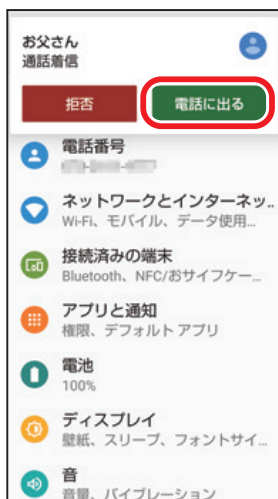 お父さん
通話着信
拒否
電話に出る
電話番号
ネットワークとインターネッ..
Wi-Fi、モバイル、データ使用...
接続済みの端末
Bluetooth、NFC/おサイフケー...
アプリと通知
権限、デフォルト アプリ
電池
100%
ディスプレイ
壁紙、スリープ、フォントサイ...
音
音量、バイブレーション